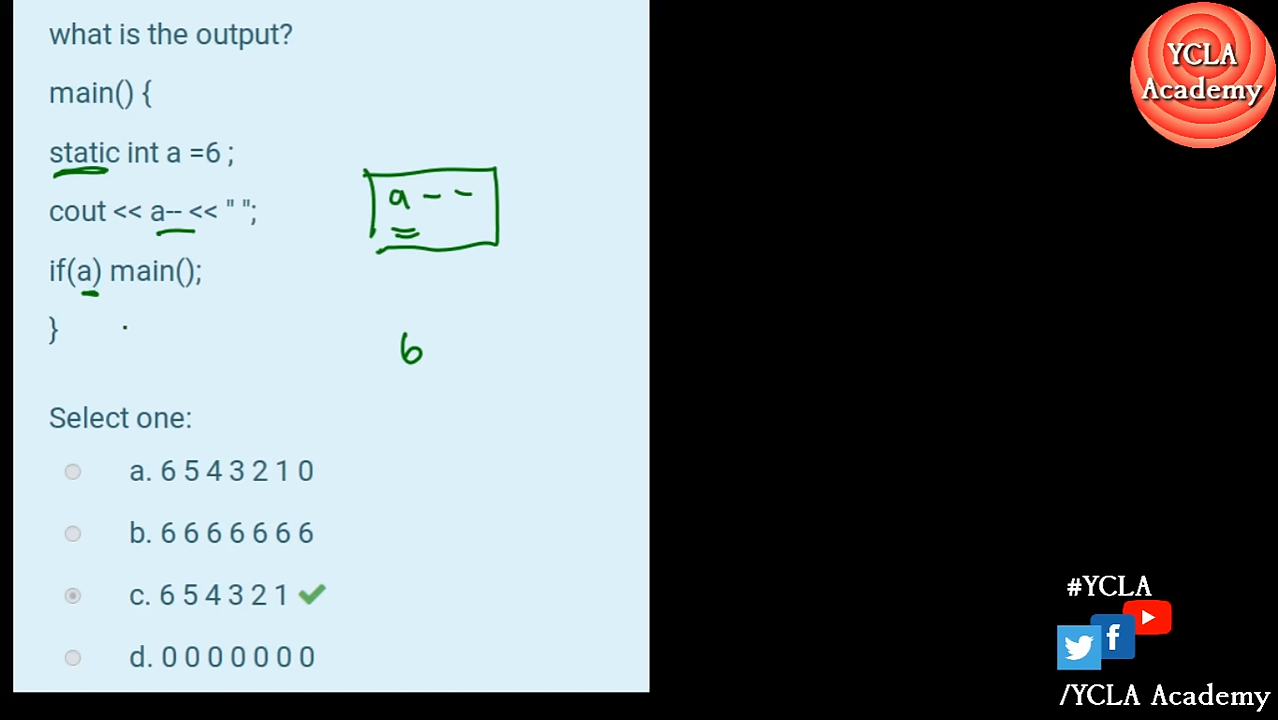 what is the output?
main() {
static int a =6 ;
cout << a-- << " ";
if(a) main();
}
a - -
6
Select one:
a. 6 5 4 3 2 1 0
b. 6 6 6 6 6 6 6
c. 6 5 4 3 2 1
d. 0 0 0 0 0 0 0
YCLA
Academy
#YCLA
f
/YCLA Academy